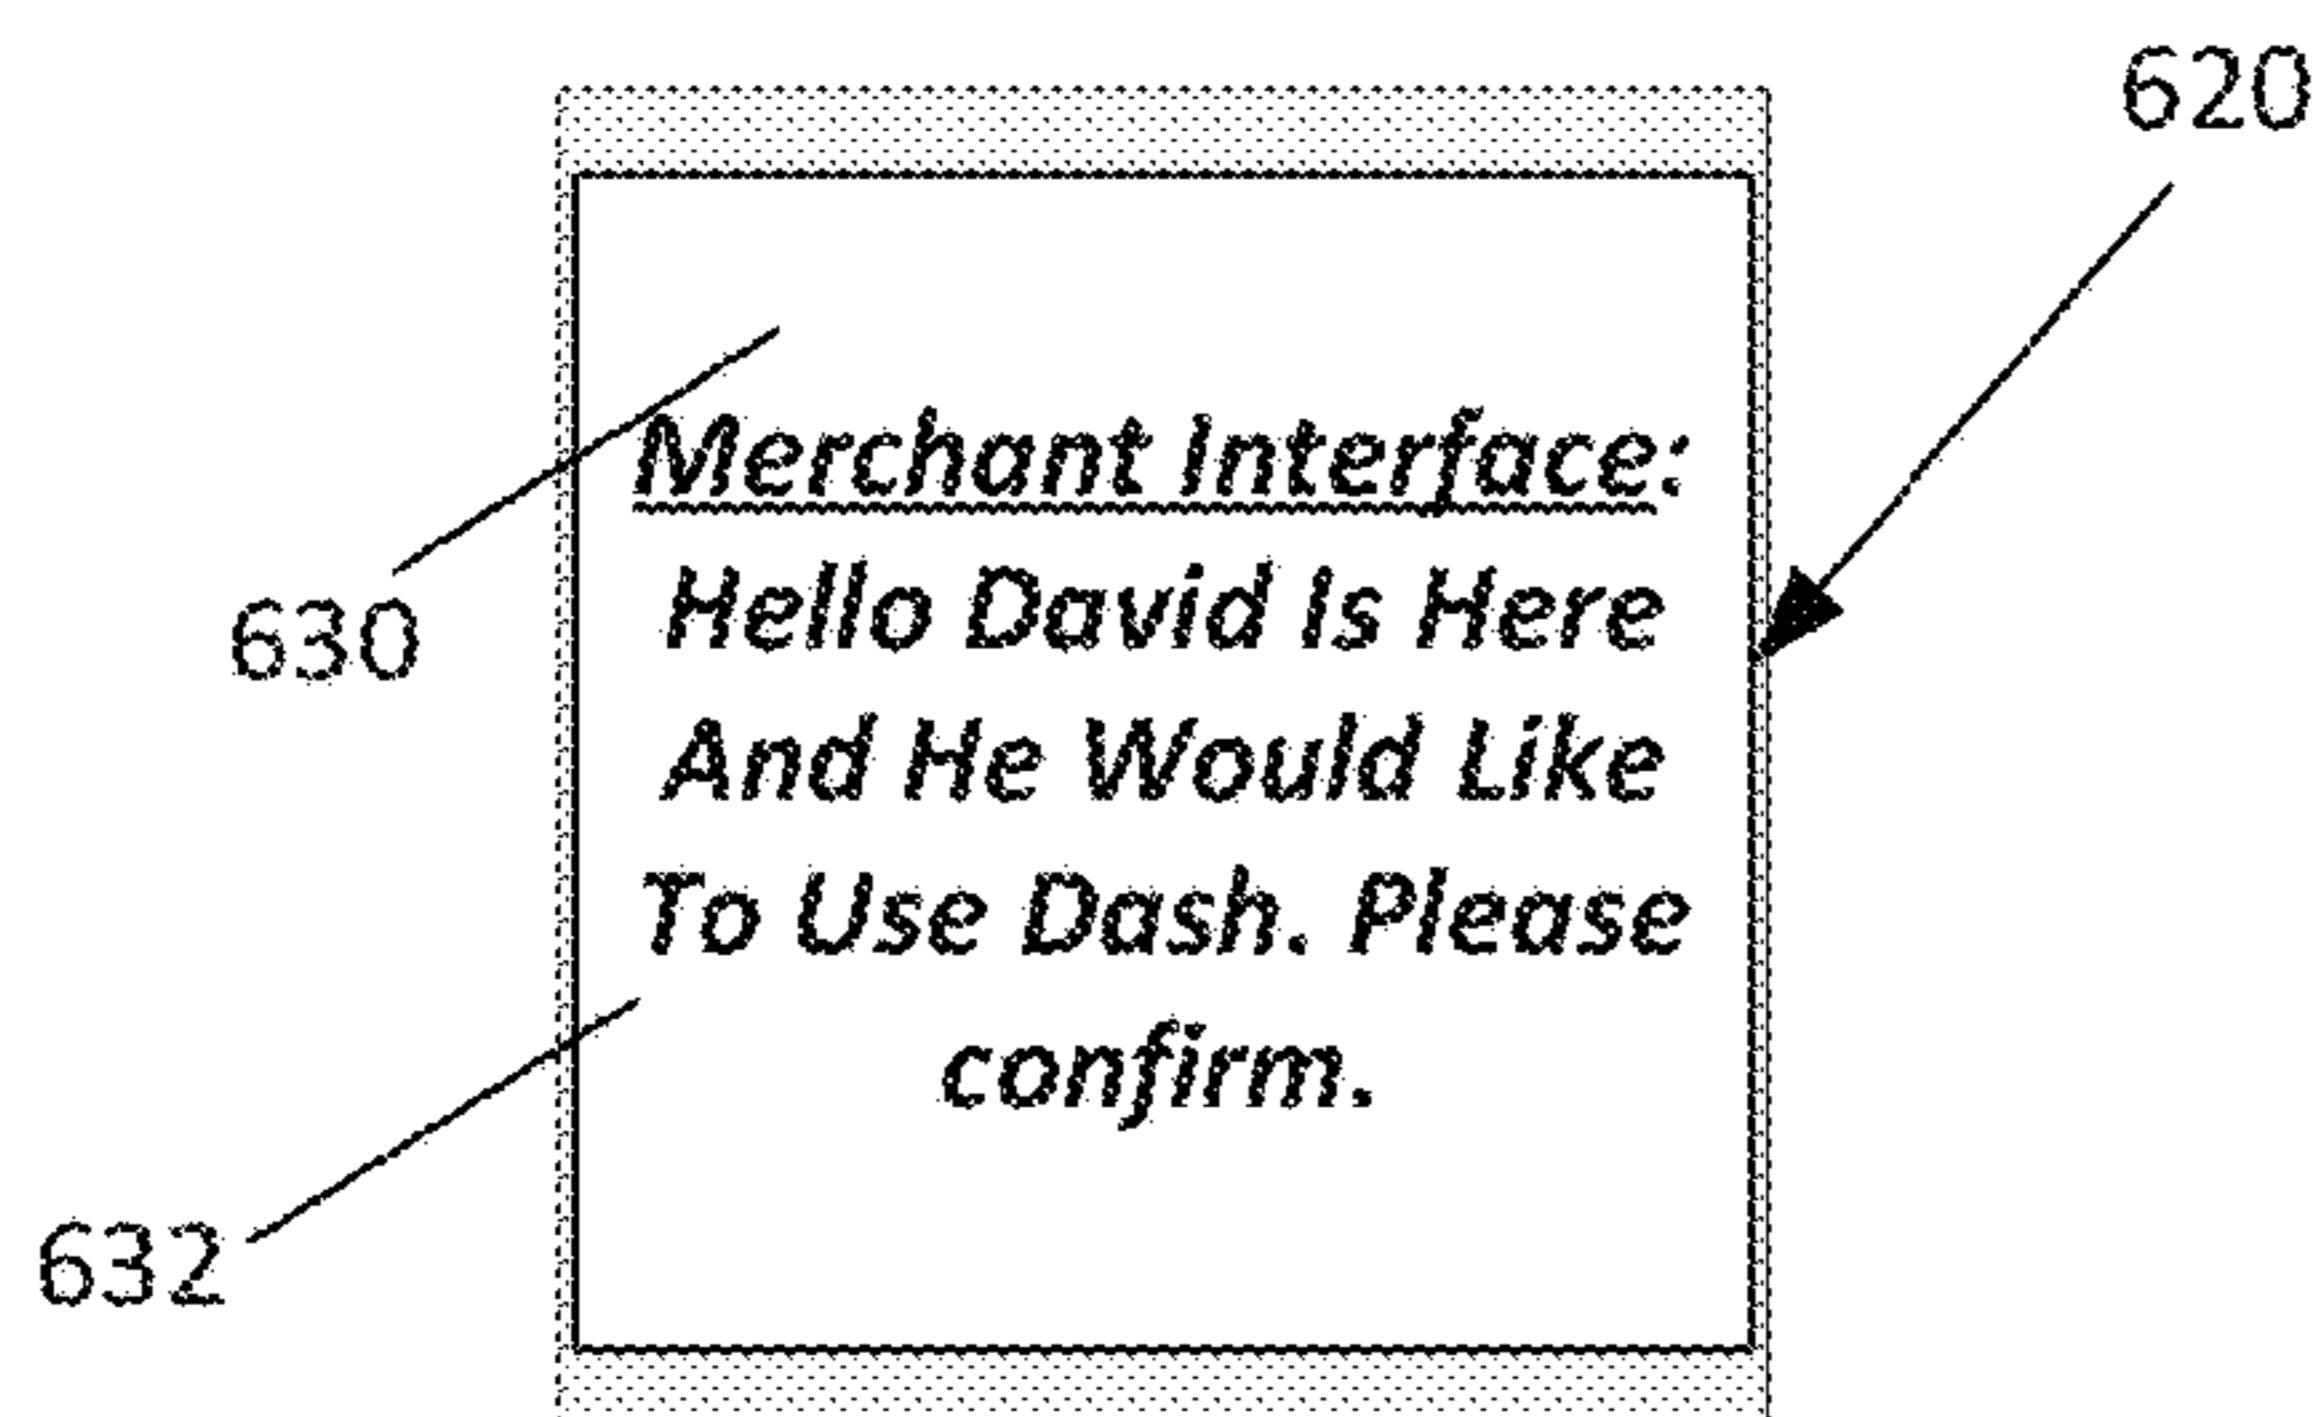 620
Merchant Interface:
630
Hello David Is Here
And He Would Like
To Use Dash. Please
confirm.
632